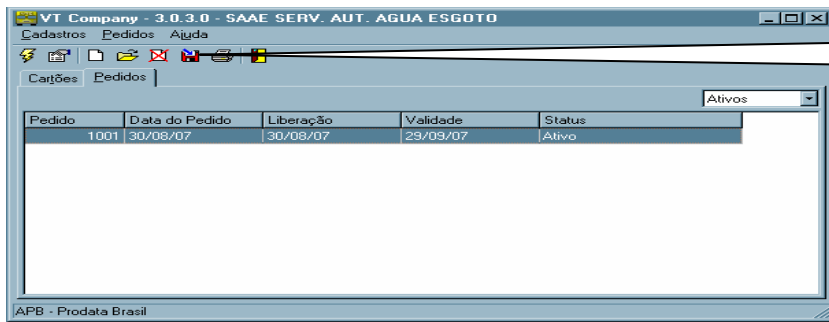 VT Company - 3.0.3.0 - SAAE SERV. AUT. AGUA ESGOTO
Cadastros Pedidos Ajuda
Cartões Pedidos
Ativos
Pedido Data do Pedido Liberação Validade Status
1001 30/08/07 30/08/07 29/09/07 Ativo
APB - Prodata Brasil